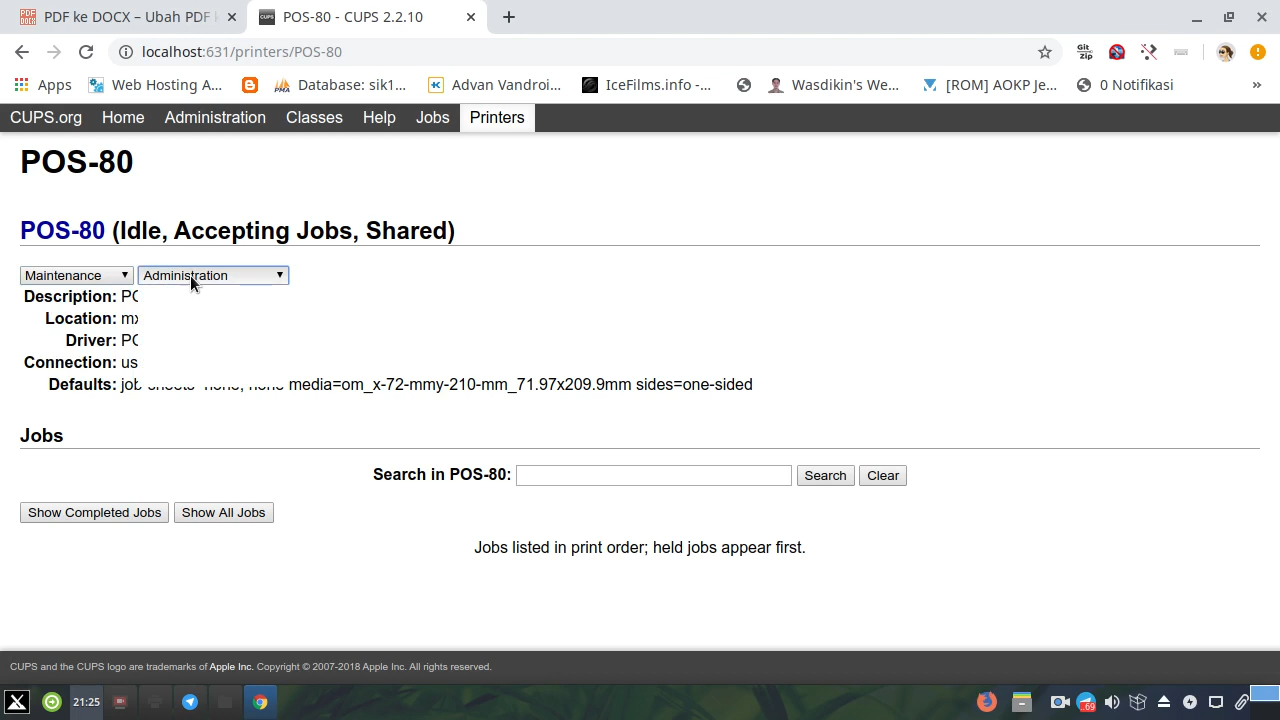 PDF ke DOCX – Ubah PDF
POS-80 - CUPS 2.2.10
localhost:631/printers/POS-80
Git Zip
Apps Web Hosting A... Database: sik1... Advan Vandroi... IceFilms.info -... Wasdikin's We... [ROM] AOKP Je... 0 Notifikasi »
CUPS.org Home Administration Classes Help Jobs Printers
POS-80
POS-80 (Idle, Accepting Jobs, Shared)
Maintenance Administration
Description:
Location:
Driver:
Connection:
Defaults: media=om_x-72-mmy-210-mm_71.97x209.9mm sides=one-sided
Jobs
Search in POS-80: Search Clear
Show Completed Jobs Show All Jobs
Jobs listed in print order; held jobs appear first.
CUPS and the CUPS logo are trademarks of Apple Inc. Copyright © 2007-2018 Apple Inc. All rights reserved.
21:25